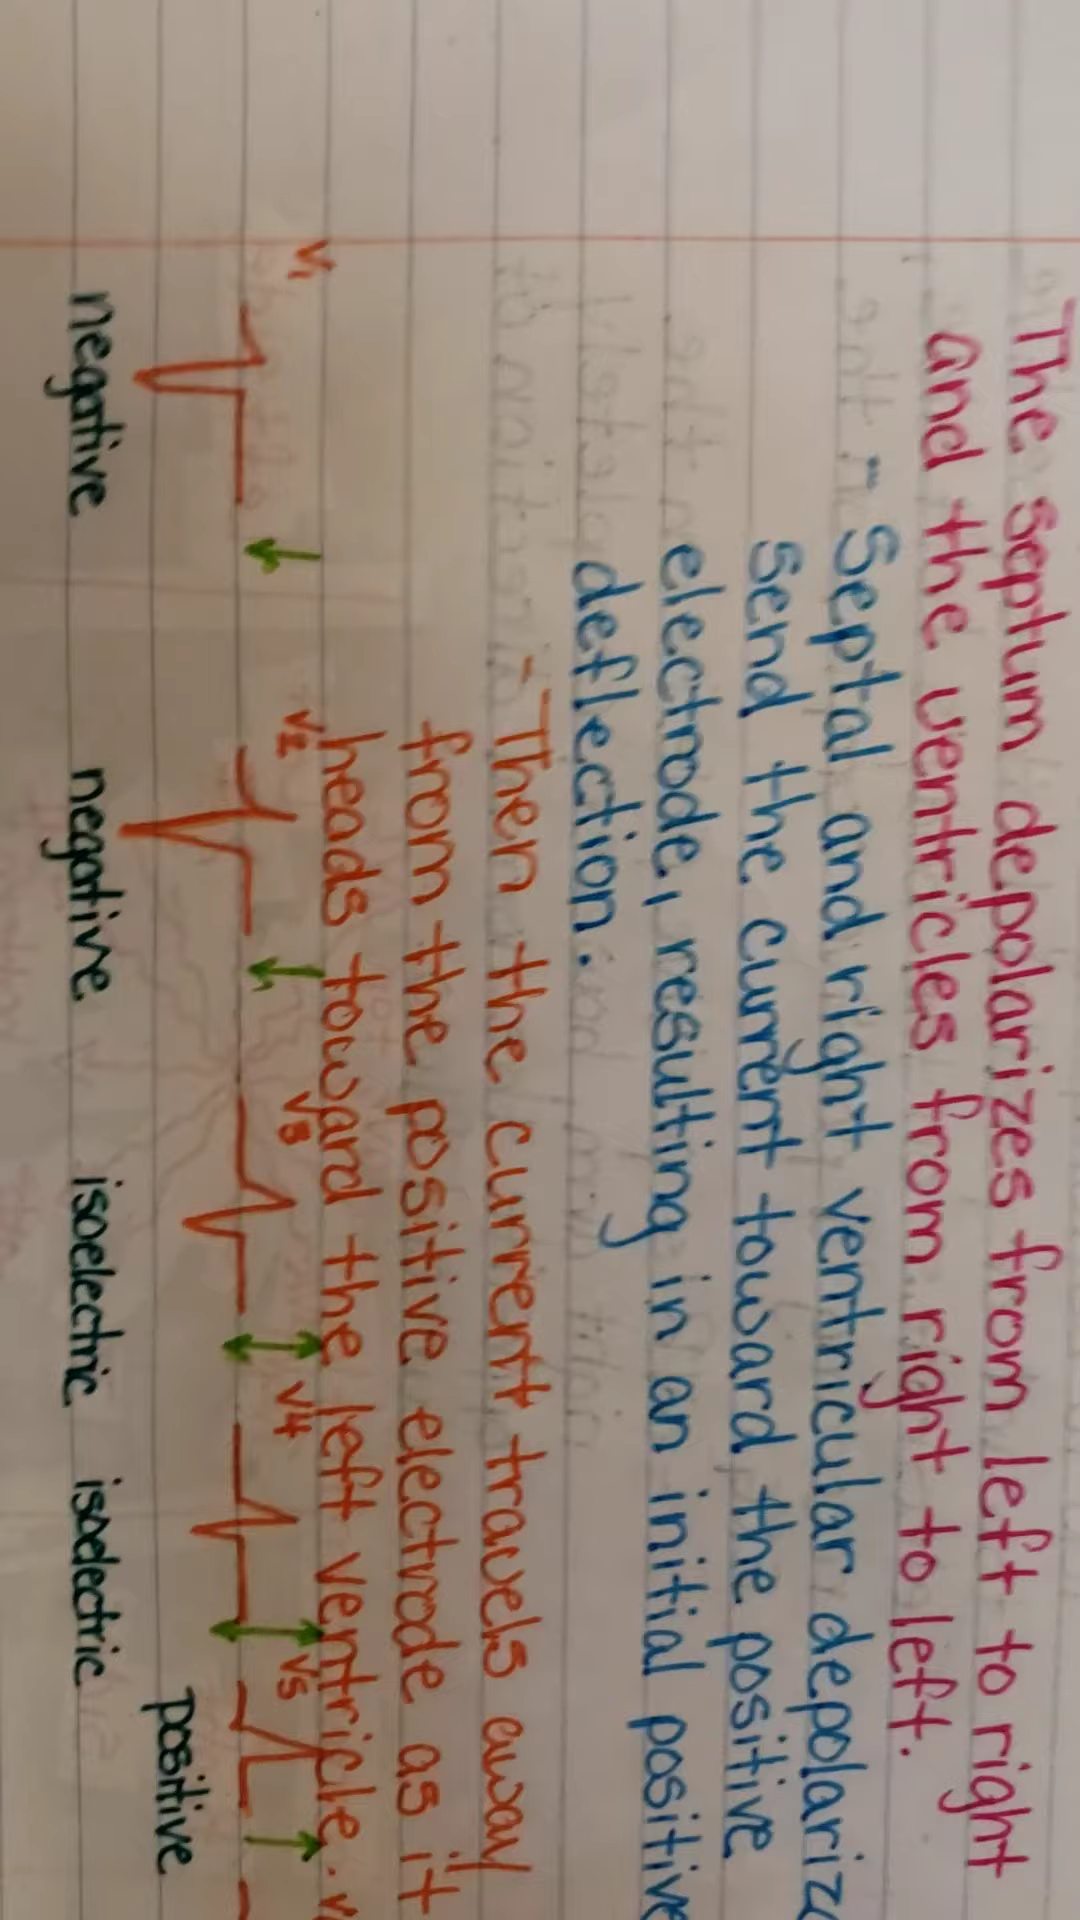 The septum depolarizes from left to right
and the ventricles from right to left.
- Septal and right ventricular depolariz
send the current toward the positive
electrode, resulting in an initial positive
deflection.
- Then the current travels away
from the positive electrode as it
heads toward the left ventricle.
V1 V2 V3 V4 V5
negative negative isoelectric isoelectric positive